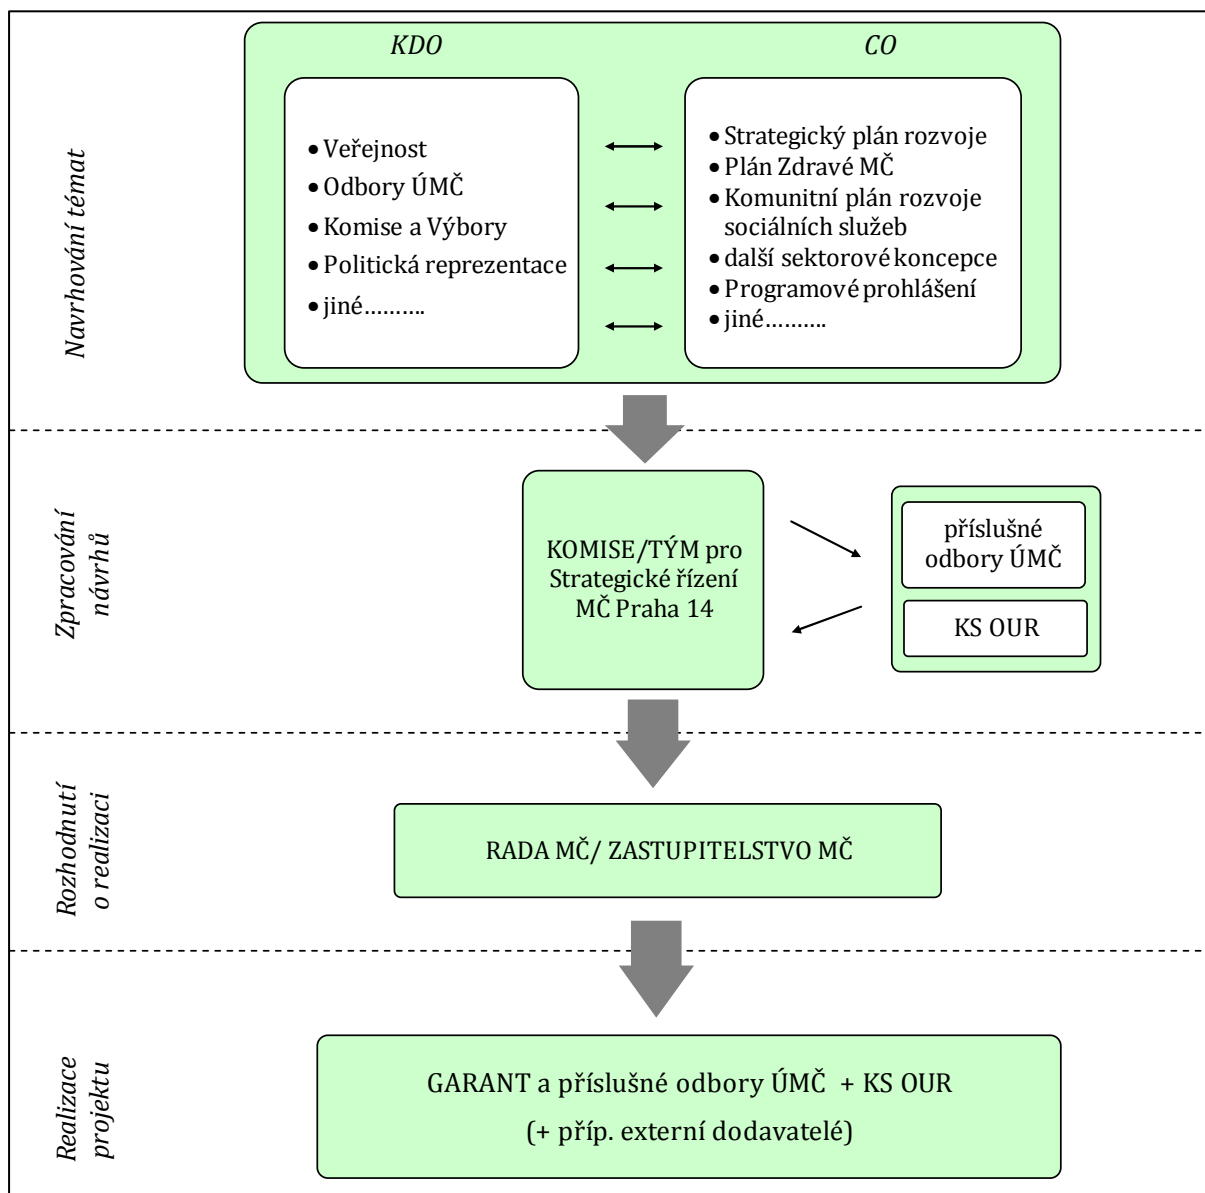 KDO
CO
Navrhování témat
• Veřejnost
• Odbory ÚMČ
• Komise a Výbory
• Politická reprezentace
• jiné……….
• Strategický plán rozvoje
• Plán Zdravé MČ
• Komunitní plán rozvoje
sociálních služeb
• další sektorové koncepce
• Programové prohlášení
• jiné……….
Zpracování
návrhů
KOMISE/TÝM pro
Strategické řízení
MČ Praha 14
příslušné
odbory ÚMČ
KS OUR
Rozhodnutí
o realizaci
RADA MČ/ ZASTUPITELSTVO MČ
Realizace
projektu
GARANT a příslušné odbory ÚMČ + KS OUR
(+ příp. externí dodavatelé)